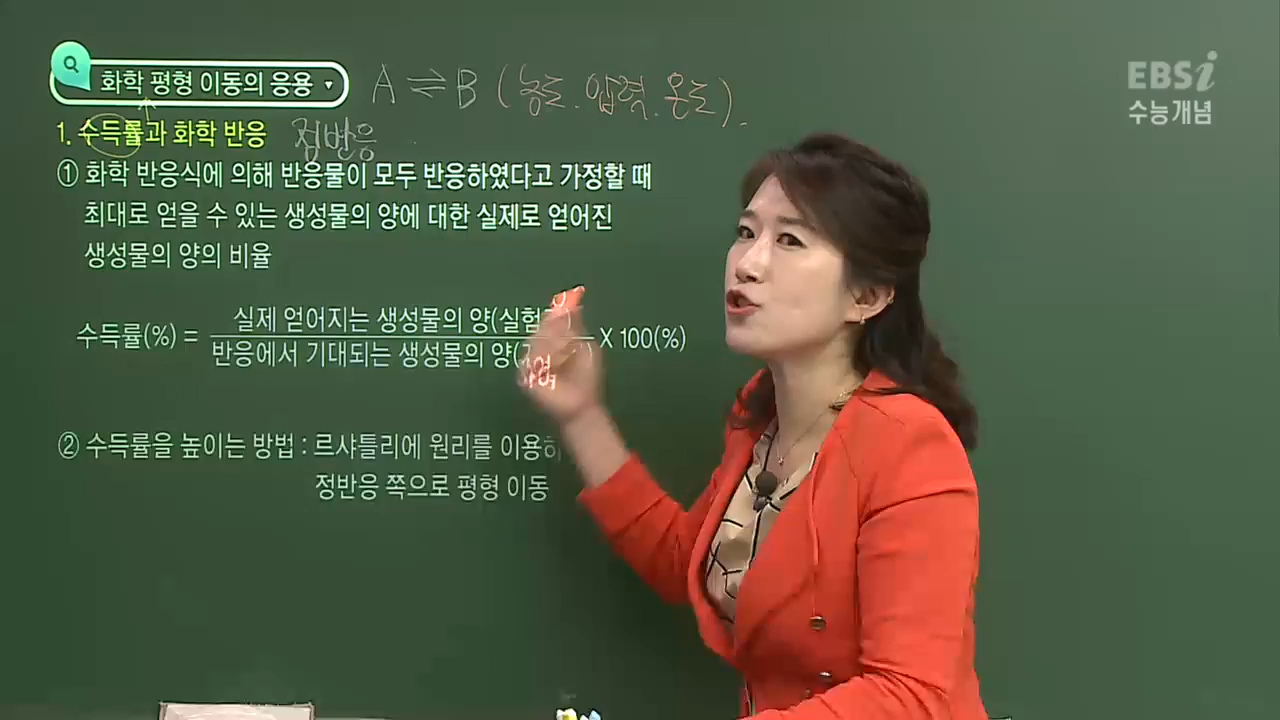 화학 평형 이동의 응용
A ⇌ B (농도. 압력. 온도).
EBSi
수능개념
1. 수득률과 화학 반응 정반응
① 화학 반응식에 의해 반응물이 모두 반응하였다고 가정할 때
최대로 얻을 수 있는 생성물의 양에 대한 실제로 얻어진
생성물의 양의 비율
실제 얻어지는 생성물의 양(실험
수득률(%) = X 100(%)
반응에서 기대되는 생성물의 양(
② 수득률을 높이는 방법 : 르샤틀리에 원리를 이용하
정반응 쪽으로 평형 이동